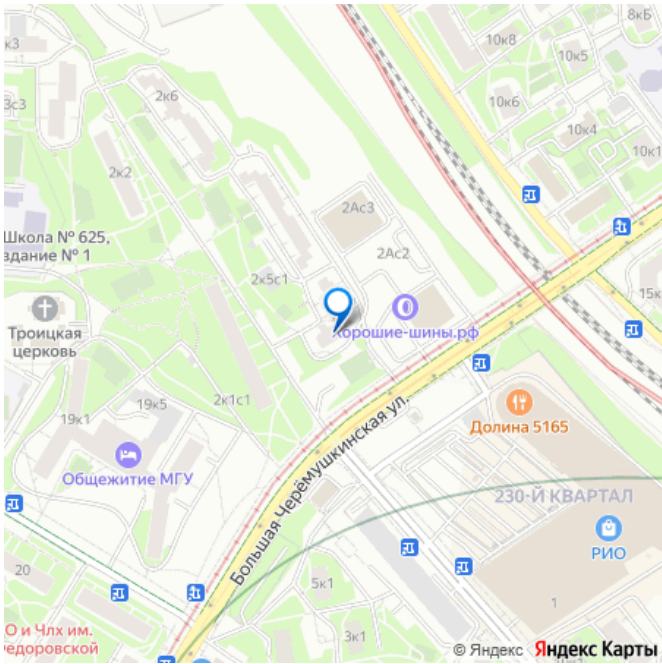 8кБ
к3
10к8
10к5
2к6
3с3
10к6
10к4
10к1
2к2
2Ас3
Школа № 625,
здание № 1
2Ас2
2к5с1
15к
Троицкая
церковь
Хорошие-шины.рф
2к1с1
19к1
19к5
Долина 5165
Общежитие МГУ
Большая Черёмушкинская ул.
230-Й КВАРТАЛ
РИО
20
5к1
1
О и Члх им.
3к1
© Яндекс Яндекс Карты